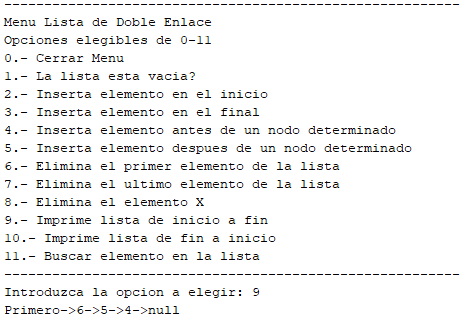 ----------------------------------------------------------
Menu Lista de Doble Enlace
Opciones elegibles de 0-11
0.- Cerrar Menu
1.- La lista esta vacia?
2.- Inserta elemento en el inicio
3.- Inserta elemento en el final
4.- Inserta elemento antes de un nodo determinado
5.- Inserta elemento despues de un nodo determinado
6.- Elimina el primer elemento de la lista
7.- Elimina el ultimo elemento de la lista
8.- Elimina el elemento X
9.- Imprime lista de inicio a fin
10.- Imprime lista de fin a inicio
11.- Buscar elemento en la lista
----------------------------------------------------------
Introduzca la opcion a elegir: 9
Primero->6->5->4->null